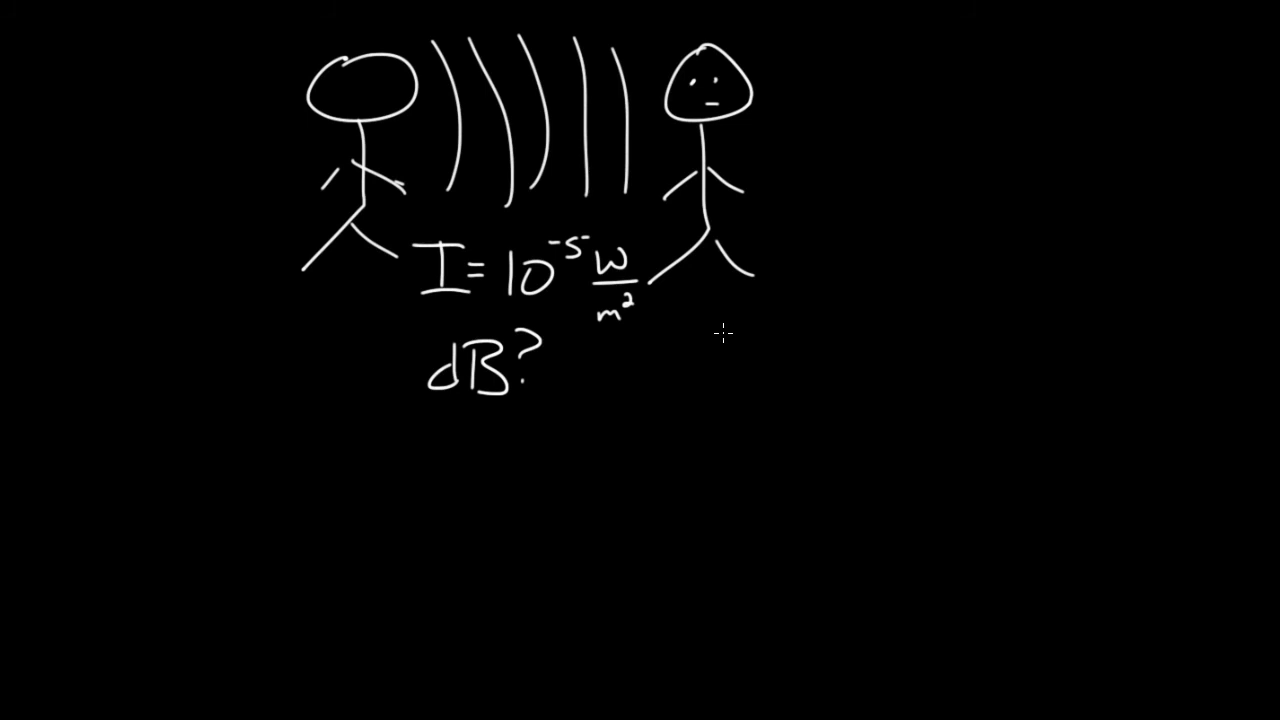 I = 10⁻⁵ W/m²
dB?